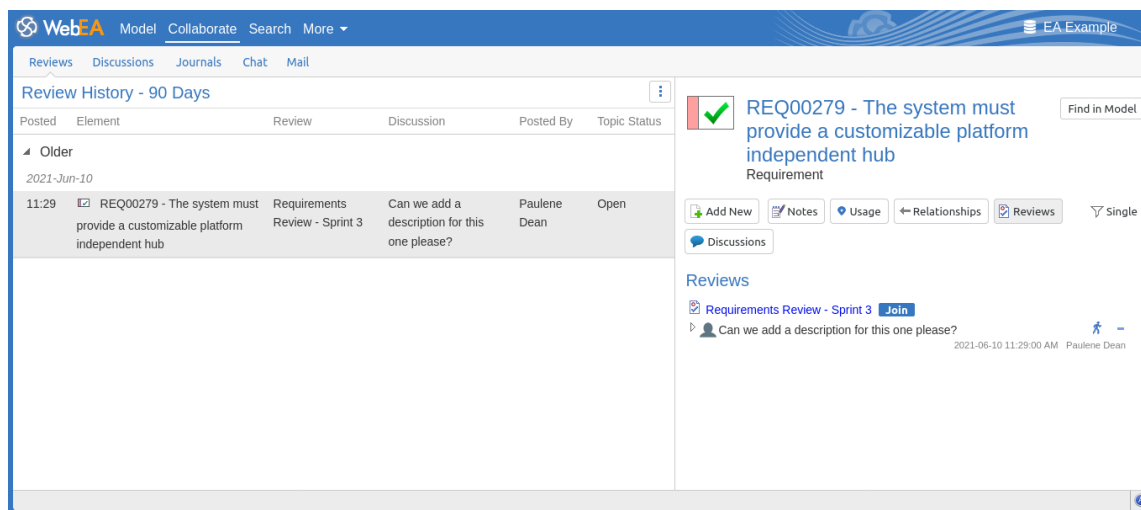 WebEA Model Collaborate Search More EA Example
Reviews Discussions Journals Chat Mail
Review History - 90 Days
Posted Element Review Discussion Posted By Topic Status
Older
2021-Jun-10
11:29 REQ00279 - The system must Requirements Can we add a Paulene Open
provide a customizable platform Review - Sprint 3 description for this Dean
independent hub one please?
REQ00279 - The system must Find in Model
provide a customizable platform
independent hub
Requirement
Add New Notes Usage Relationships Reviews Single
Discussions
Reviews
Requirements Review - Sprint 3 Join
Can we add a description for this one please?
2021-06-10 11:29:00 AM Paulene Dean